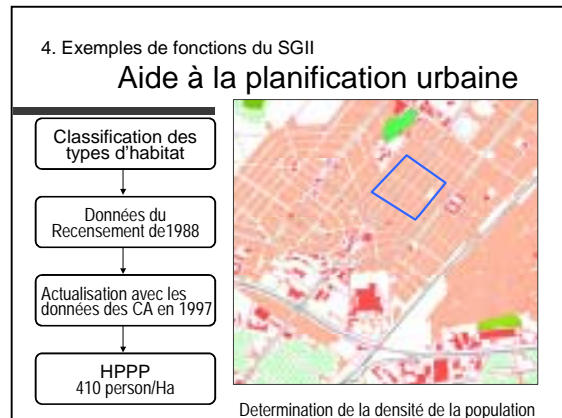 4. Exemples de fonctions du SGII
Aide à la planification urbaine
Classification des
types d'habitat
Données du
Recensement de1988
Actualisation avec les
données des CA en 1997
HPPP
410 person/Ha
Determination de la densité de la population